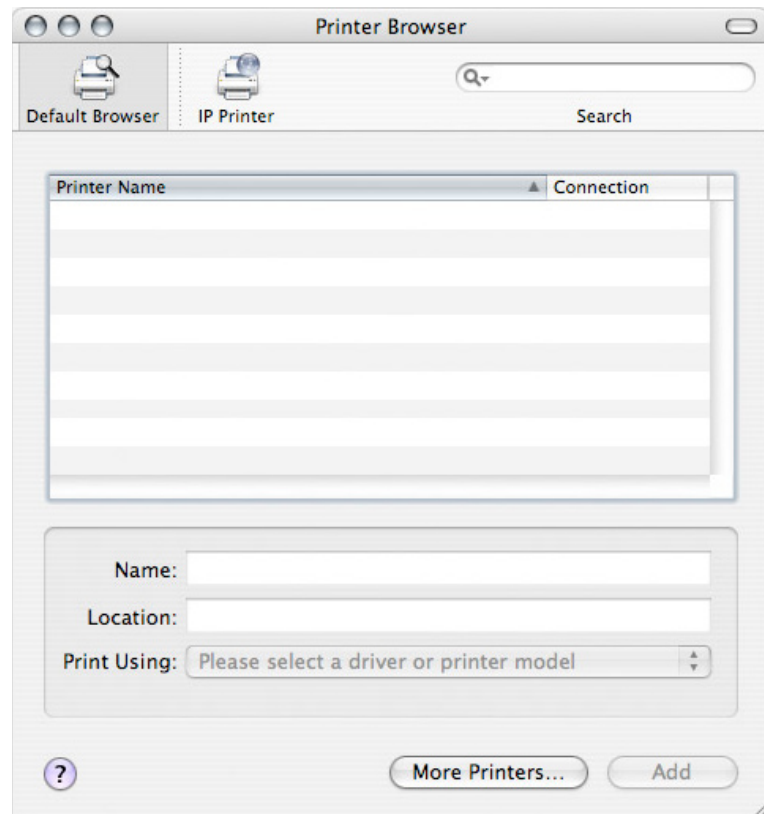 Printer Browser
Default Browser
IP Printer
Search
Printer Name
Connection
Name:
Location:
Print Using: Please select a driver or printer model
?
More Printers...
Add